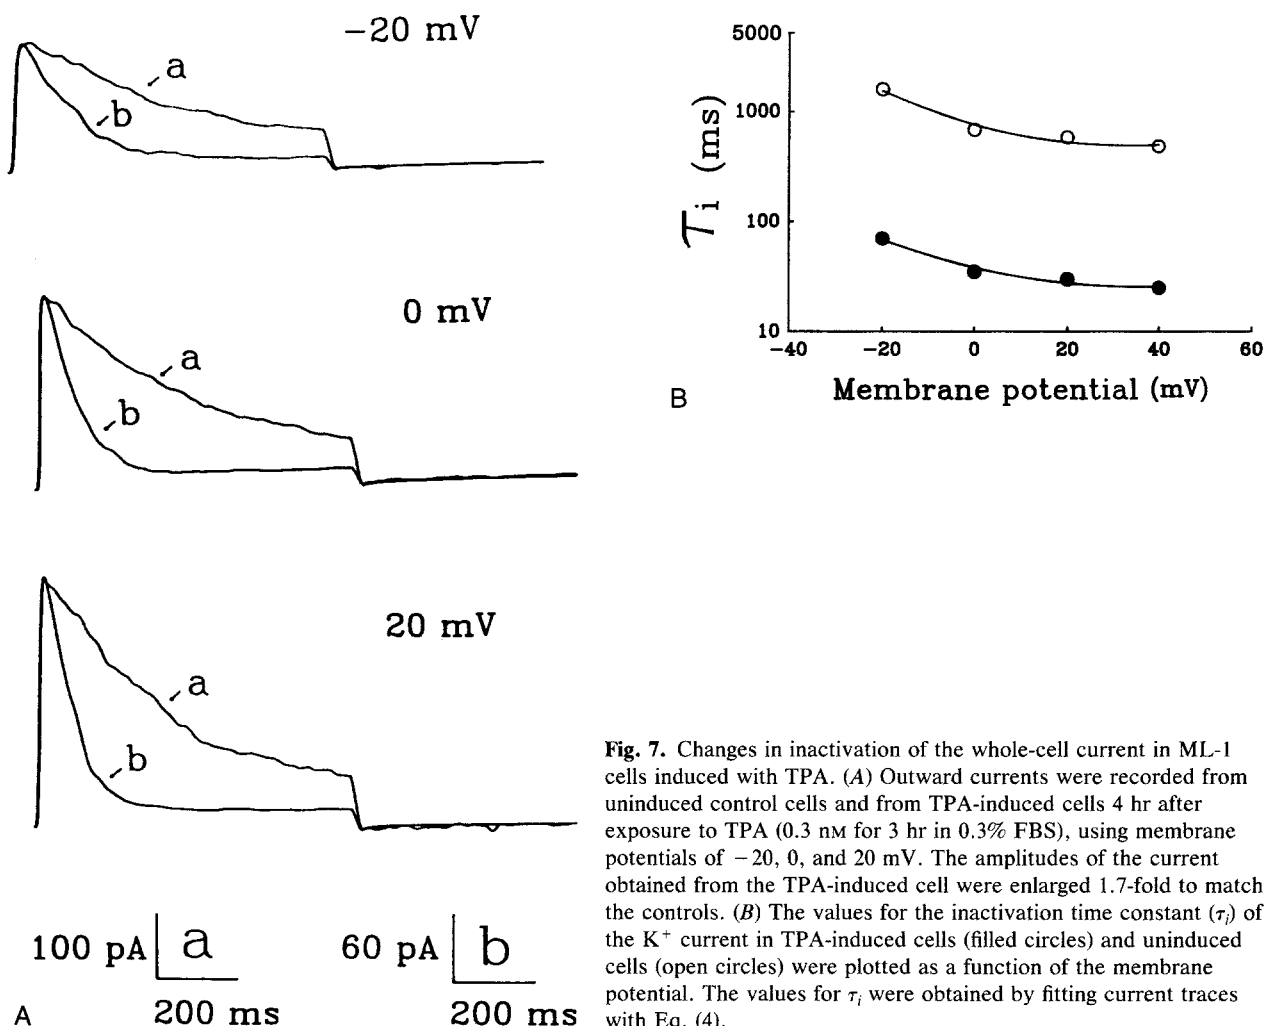 −20 mV
a
b
0 mV
a
b
20 mV
a
b
100 pA a
200 ms
60 pA b
200 ms
A
5000
1000
100
10
τi (ms)
−40 −20 0 20 40 60
Membrane potential (mV)
B
Fig. 7. Changes in inactivation of the whole-cell current in ML-1
cells induced with TPA. (A) Outward currents were recorded from
uninduced control cells and from TPA-induced cells 4 hr after
exposure to TPA (0.3 nM for 3 hr in 0.3% FBS), using membrane
potentials of −20, 0, and 20 mV. The amplitudes of the current
obtained from the TPA-induced cell were enlarged 1.7-fold to match
the controls. (B) The values for the inactivation time constant (τi) of
the K+ current in TPA-induced cells (filled circles) and uninduced
cells (open circles) were plotted as a function of the membrane
potential. The values for τi were obtained by fitting current traces
with Eq. (4).